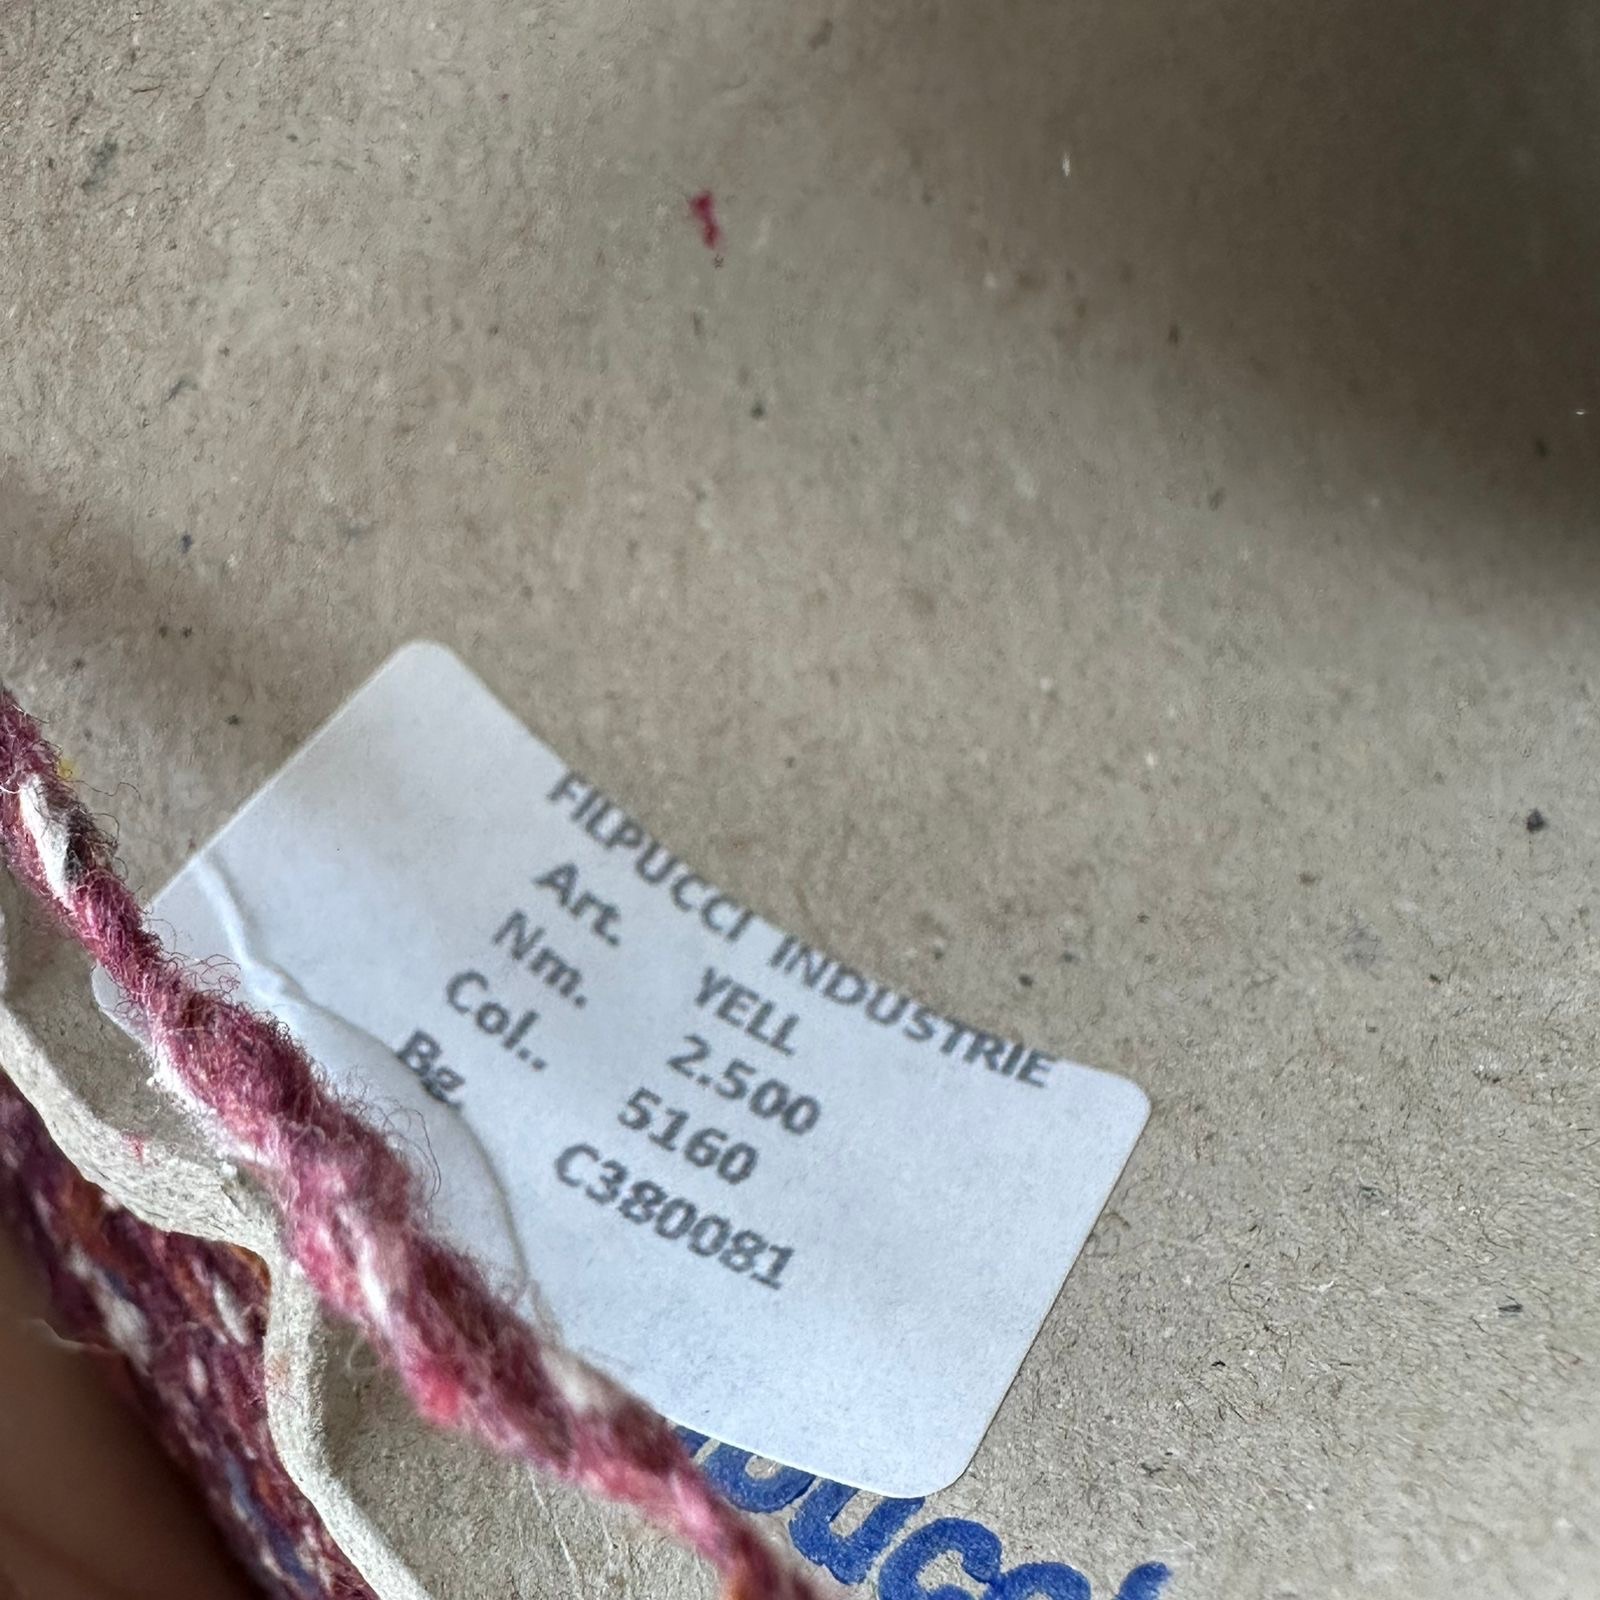 FILPUCCI INDUSTRIE
Art. YELL
Nm. 2.500
Col.. 5160
Bg. C380081